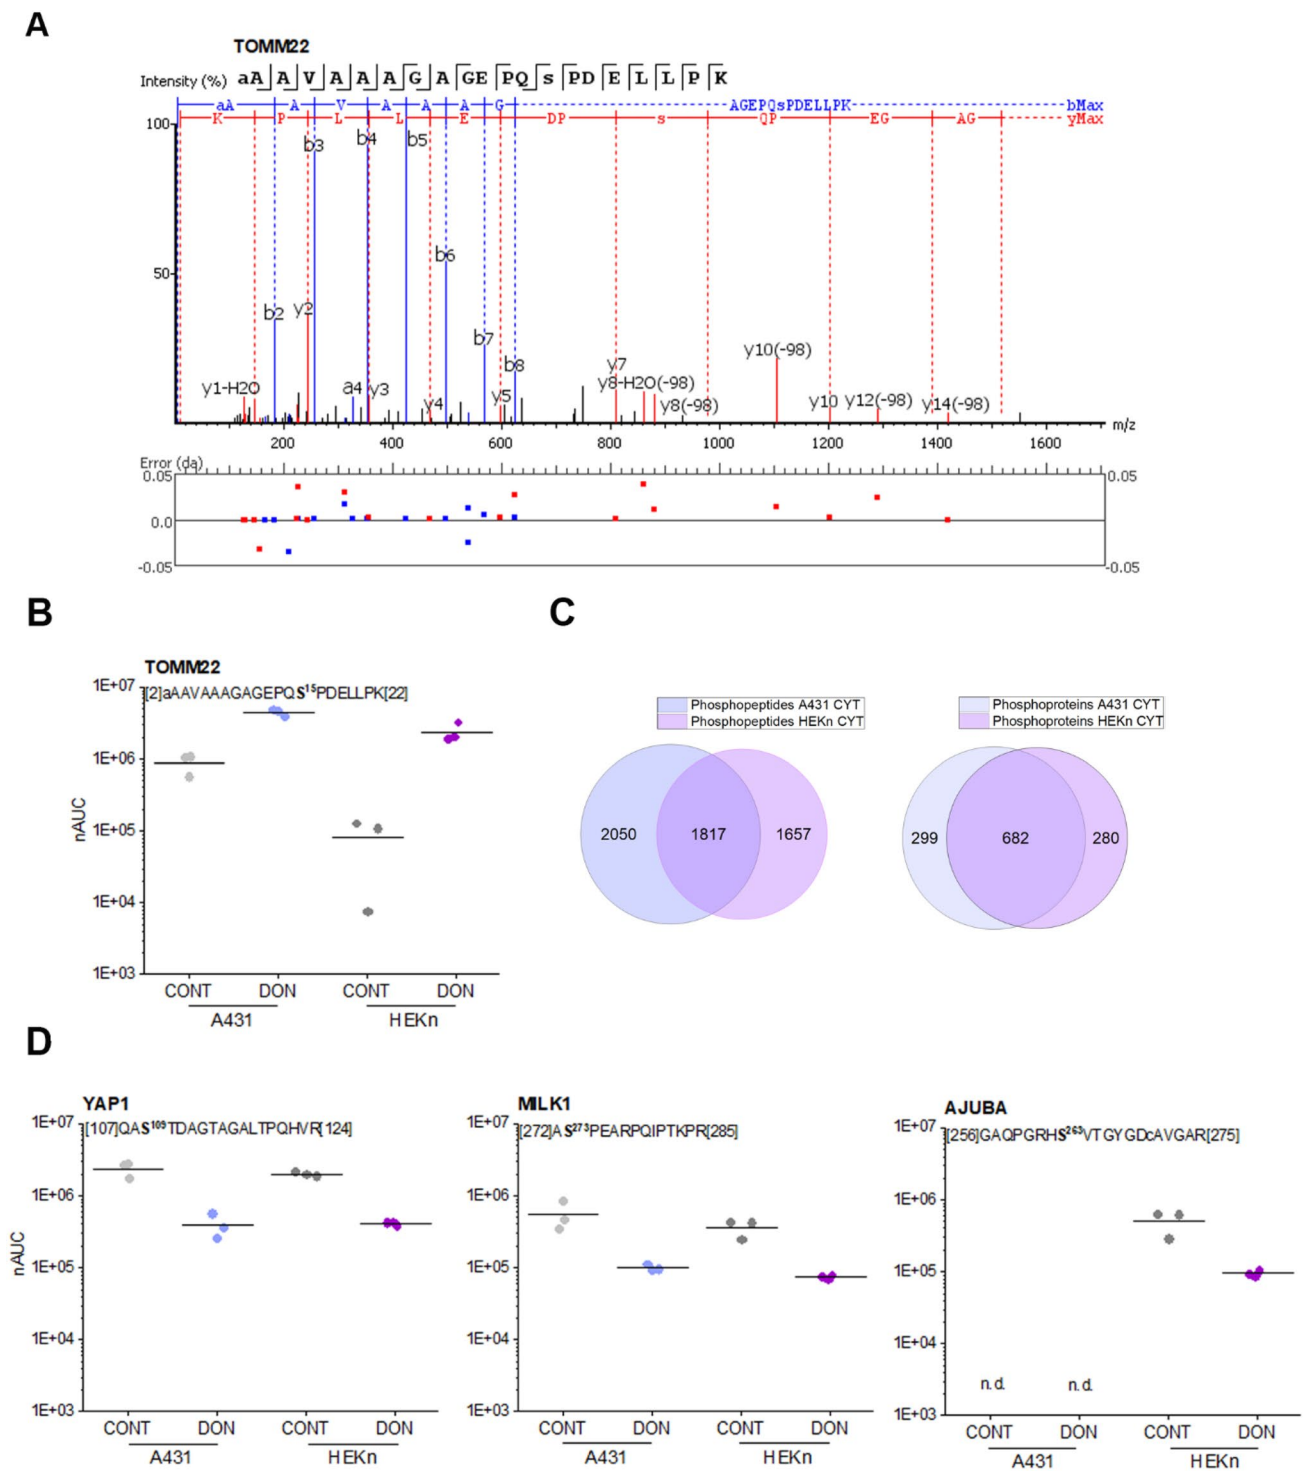 A
TOMM22
Intensity (%) aA A V A A A G A GE PQ s PD E L L P K
aA A V A A A G AGEPQsPDELLPK bMax
K P L L E DP s QP EG AG yMax
100
b3 b4 b5
50
b6
b2 y2
b7
b8
y10(-98)
y7
y1-H2O a4 y3 y8-H2O(-98)
y4 y5 y8(-98) y10 y12(-98) y14(-98)
m/z
200 400 600 800 1000 1200 1400 1600
Error (da)
0.05 0.05
0.0
-0.05 -0.05
B
TOMM22
[2]aAAVAAAGAGEPQS15PDELLPK[22]
1E+07
1E+06
1E+05
1E+04
1E+03
nAUC
CONT DON CONT DON
A431 HEKn
C
Phosphopeptides A431 CYT
Phosphopeptides HEKn CYT
2050 1817 1657
Phosphoproteins A431 CYT
Phosphoproteins HEKn CYT
299 682 280
D
YAP1
[107]QAS109TDAGTAGALTPQHVR[124]
1E+07
1E+06
1E+05
1E+04
1E+03
nAUC
CONT DON CONT DON
A431 HEKn
MILK1
[272]AS273PEARPQIPTKPR[285]
1E+07
1E+06
1E+05
1E+04
1E+03
CONT DON CONT DON
A431 HEKn
AJUBA
[256]GAQPGRHS263VTGYGDcAVGAR[275]
1E+07
1E+06
1E+05
1E+04
1E+03
n.d. n.d.
CONT DON CONT DON
A431 HEKn